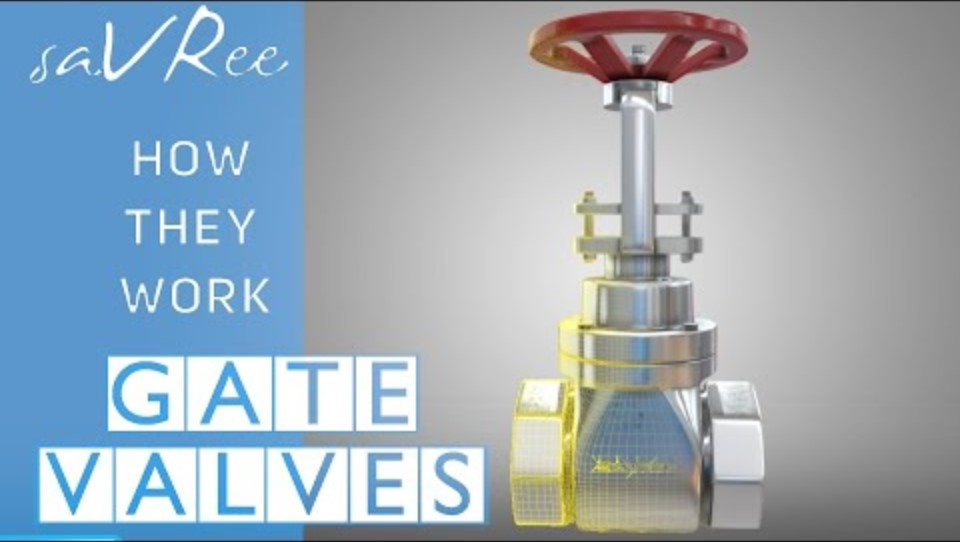 saVRee
HOW
THEY
WORK
GATE
VALVES